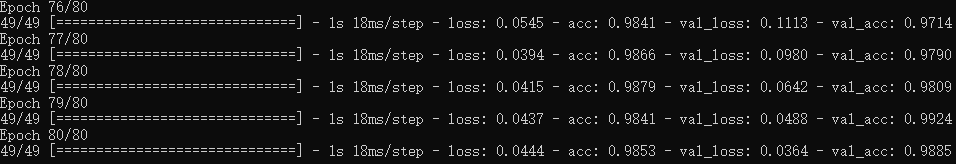 Epoch 76/80
49/49 [==============================] - 1s 18ms/step - loss: 0.0545 - acc: 0.9841 - val_loss: 0.1113 - val_acc: 0.9714
Epoch 77/80
49/49 [==============================] - 1s 18ms/step - loss: 0.0394 - acc: 0.9866 - val_loss: 0.0980 - val_acc: 0.9790
Epoch 78/80
49/49 [==============================] - 1s 18ms/step - loss: 0.0415 - acc: 0.9879 - val_loss: 0.0642 - val_acc: 0.9809
Epoch 79/80
49/49 [==============================] - 1s 18ms/step - loss: 0.0437 - acc: 0.9841 - val_loss: 0.0488 - val_acc: 0.9924
Epoch 80/80
49/49 [==============================] - 1s 18ms/step - loss: 0.0444 - acc: 0.9853 - val_loss: 0.0364 - val_acc: 0.9885